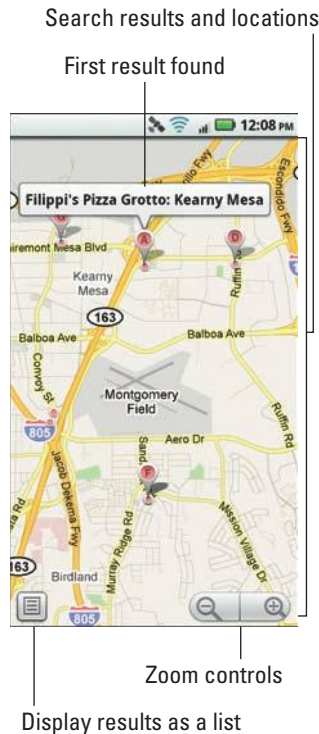 Search results and locations
First result found
12:08 PM
Escondido Fwy
Filippi's Pizza Grotto: Kearny Mesa
G
A
D
Mesa Blvd
Kearny
Mesa
Ruffin
163
Balboa Ave
Balboa Ave
Convoy St
Montgomery
Field
Ruffin Rd
805
Aero Dr
Sand
Jacob Dekema Fwy
F
Murray Ridge Rd
Mission Village Dr
163
Birdland
805
Zoom controls
Display results as a list